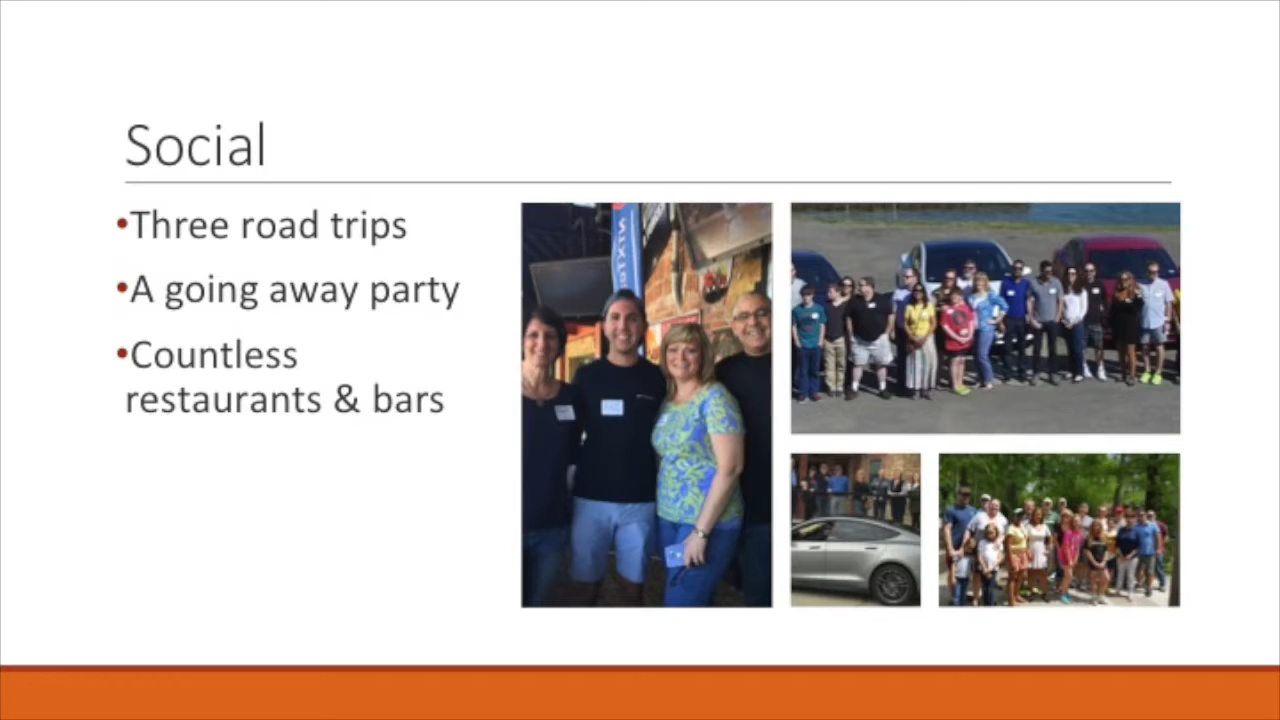 Social
•Three road trips
•A going away party
•Countless
restaurants & bars